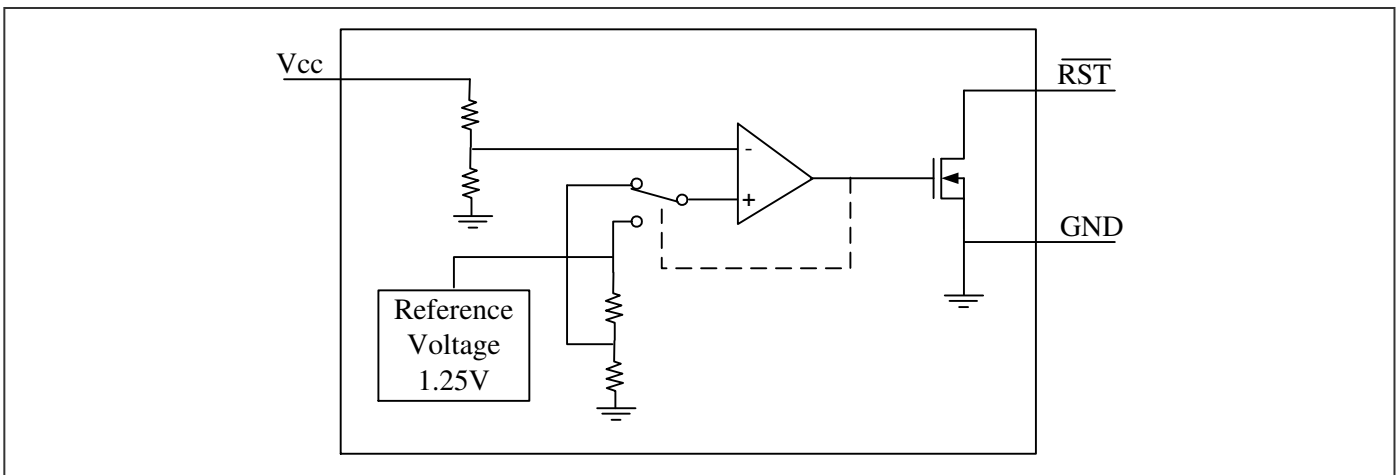 Vcc
RST
-
+
GND
Reference
Voltage
1.25V